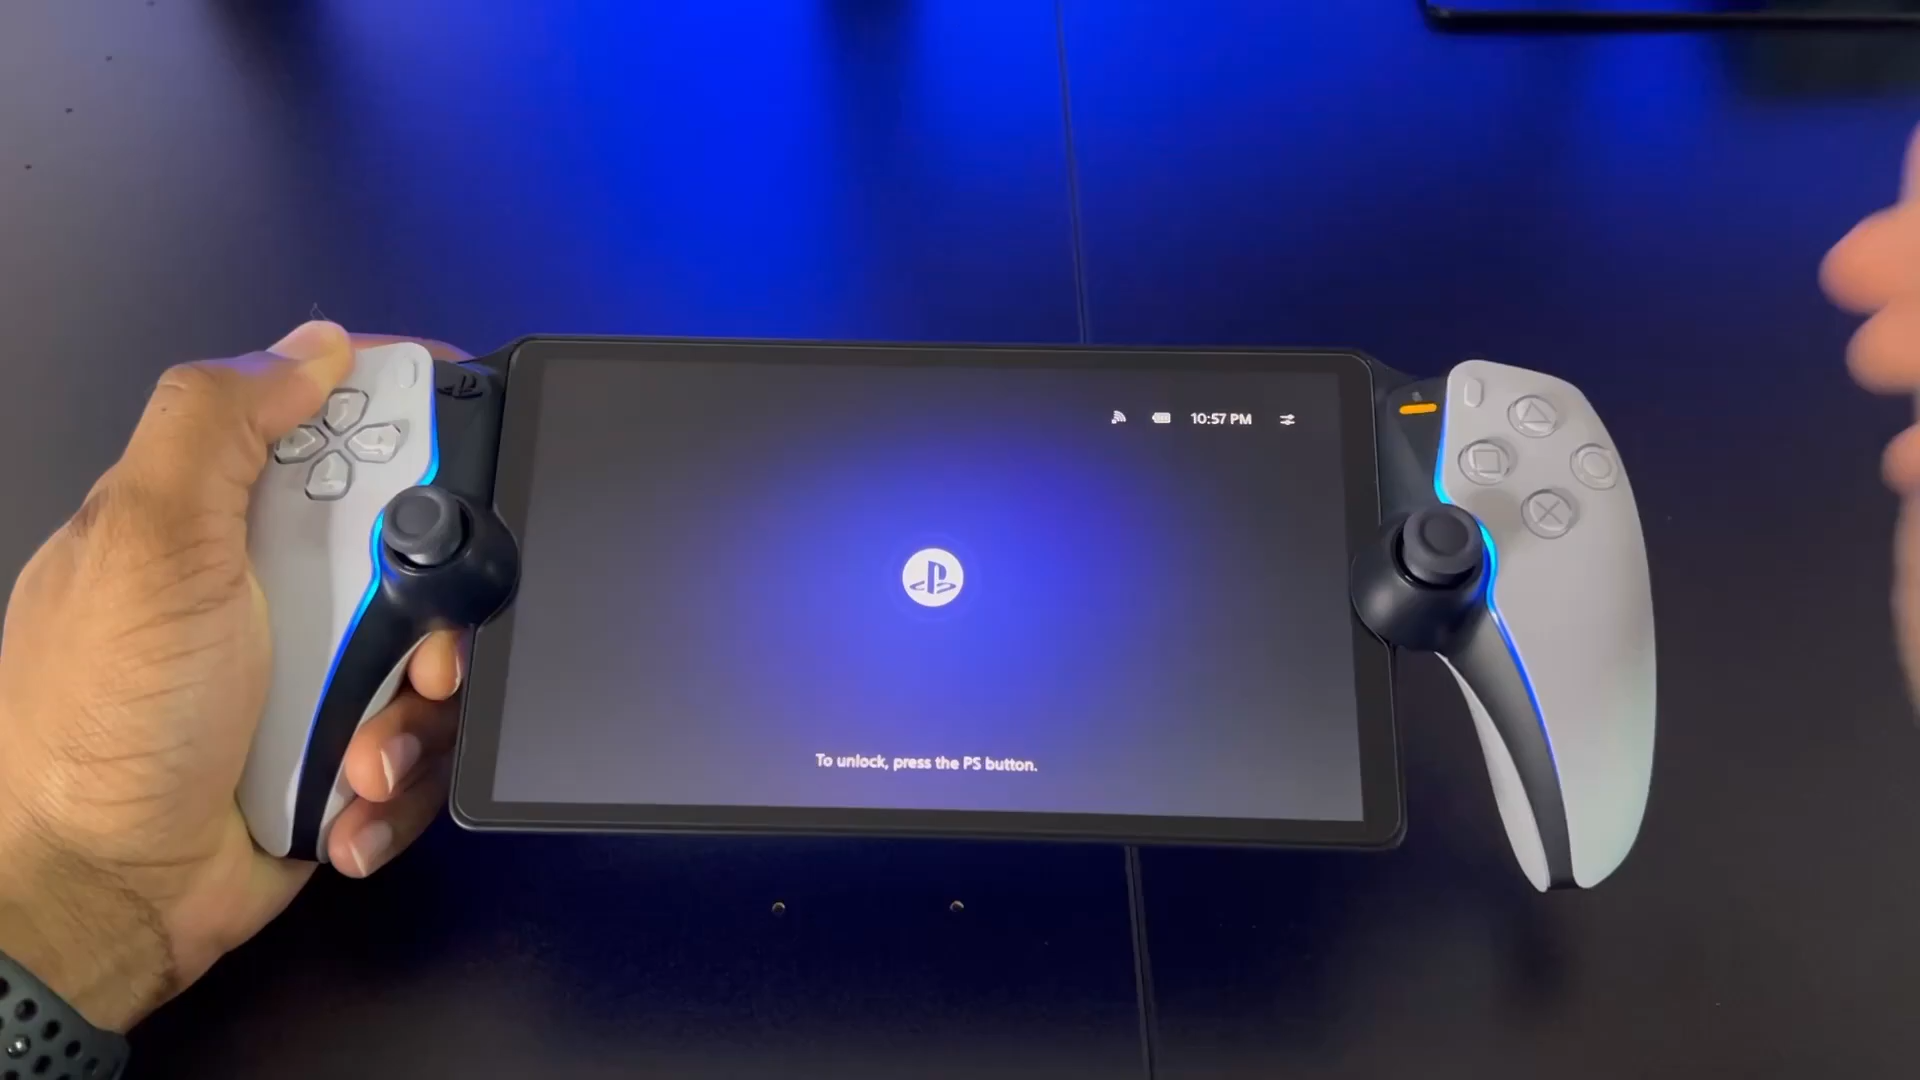 10:57 PM
To unlock, press the PS button.